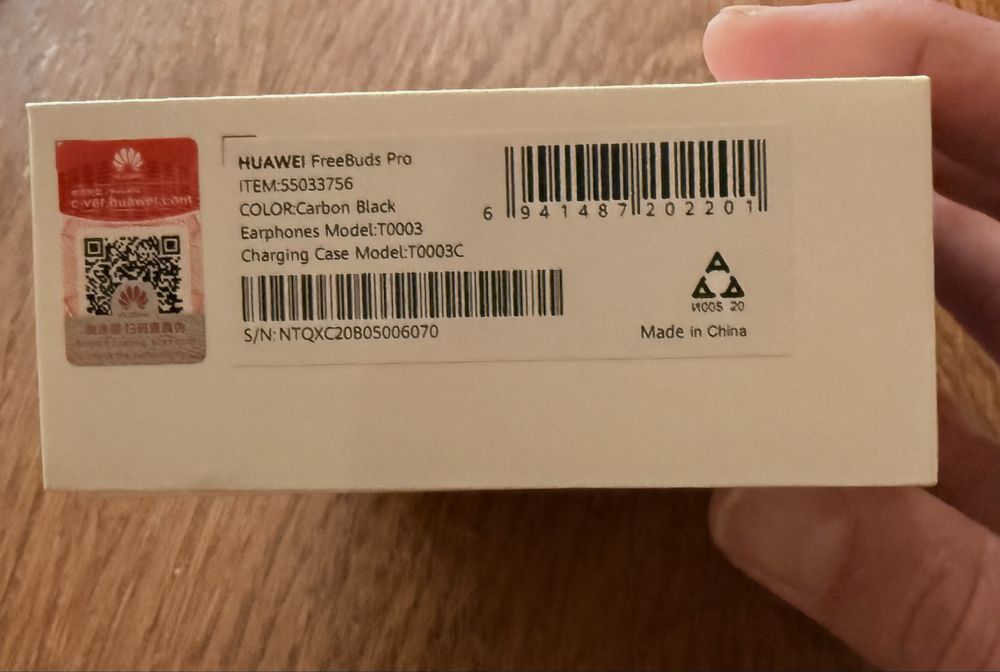 c-ver.huawei.com
HUAWEI FreeBuds Pro
ITEM:55033756
COLOR:Carbon Black
Earphones Model:T0003
Charging Case Model:T0003C
S/N: NTQXC20B05006070
6 941487 202201
20
Made in China